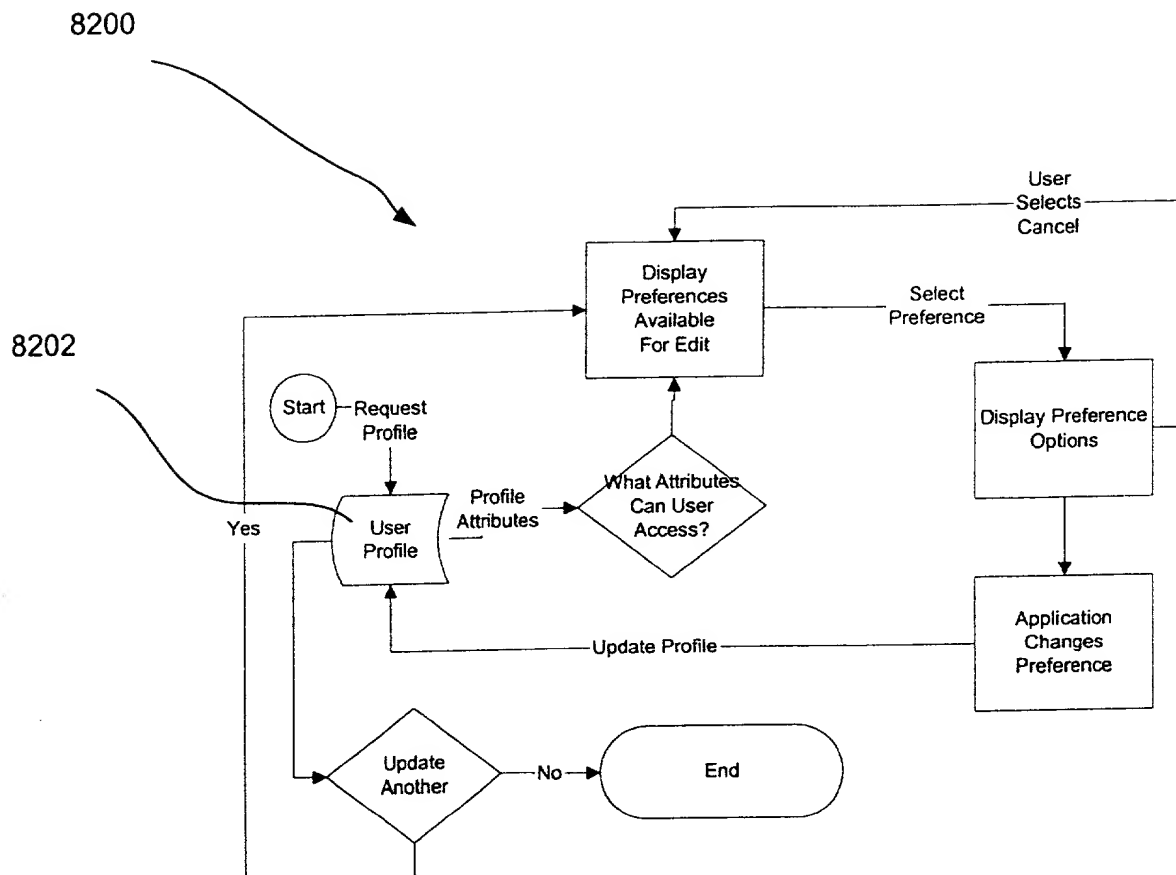 8200
User
Selects
Cancel
Display
Preferences
Available
For Edit
Select
Preference
8202
Start
Request
Profile
Display Preference
Options
What Attributes
Can User
Access?
Profile
Attributes
User
Profile
Yes
Application
Changes
Preference
Update Profile
Update
Another
No
End